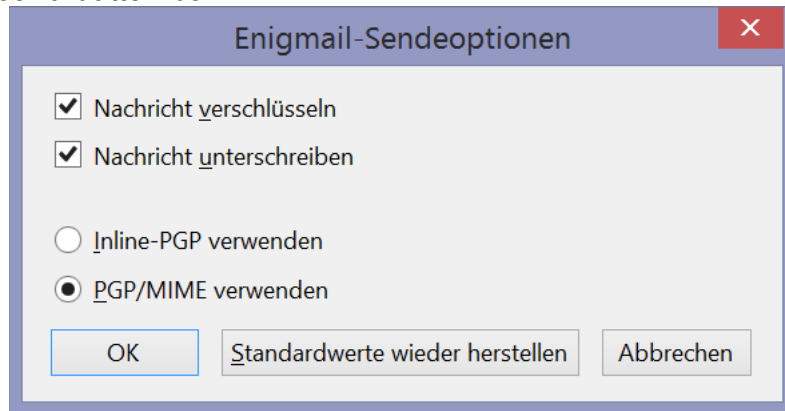 Enigmail-Sendeoptionen
Nachricht verschlüsseln
Nachricht unterschreiben
Inline-PGP verwenden
PGP/MIME verwenden
OK Standardwerte wieder herstellen Abbrechen